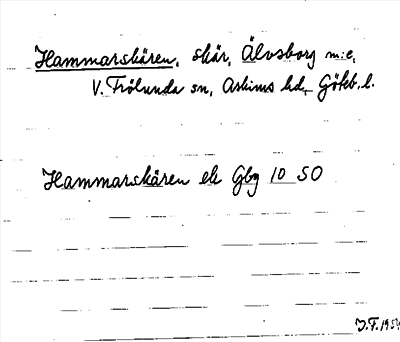 Hammarskären, skär, Älvsborg m:e,
V. Frölunda sn, Askims hd, Göteb. l.
Hammarskären ek Gbg 10 SO
J.F. 1954